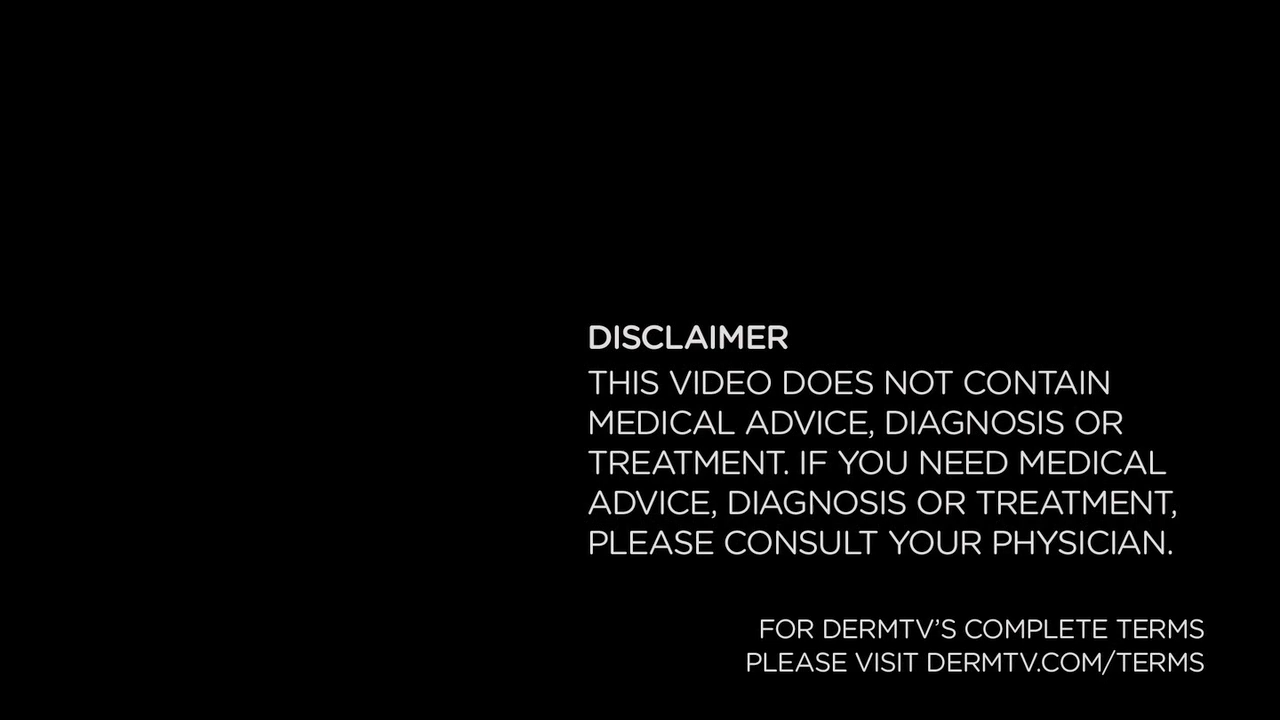 DISCLAIMER
THIS VIDEO DOES NOT CONTAIN
MEDICAL ADVICE, DIAGNOSIS OR
TREATMENT. IF YOU NEED MEDICAL
ADVICE, DIAGNOSIS OR TREATMENT,
PLEASE CONSULT YOUR PHYSICIAN.
FOR DERMTV’S COMPLETE TERMS
PLEASE VISIT DERMTV.COM/TERMS